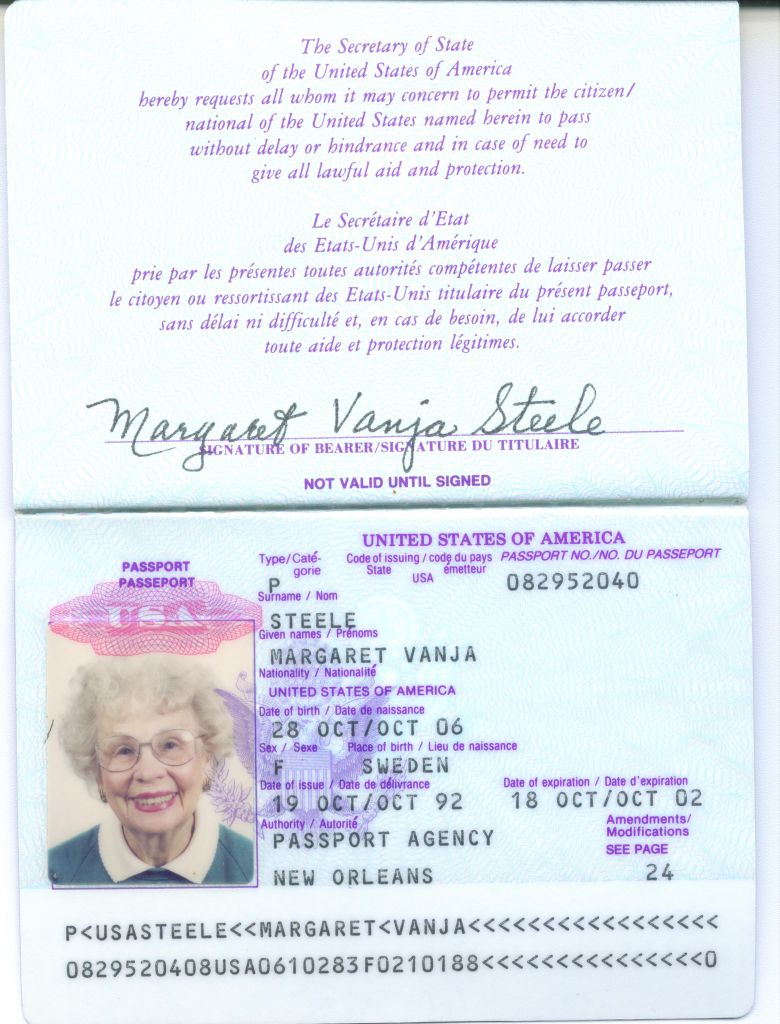 The Secretary of State
of the United States of America
hereby requests all whom it may concern to permit the citizen/
national of the United States named herein to pass
without delay or hindrance and in case of need to
give all lawful aid and protection.
Le Secrétaire d'Etat
des Etats-Unis d'Amérique
prie par les présentes toutes autorités compétentes de laisser passer
le citoyen ou ressortissant des Etats-Unis titulaire du présent passeport,
sans délai ni difficulté et, en cas de besoin, de lui accorder
toute aide et protection légitimes.
Margaret Vanja Steele
SIGNATURE OF BEARER/SIGNATURE DU TITULAIRE
NOT VALID UNTIL SIGNED
UNITED STATES OF AMERICA
PASSPORT
PASSEPORT
USA
Type/Caté-
gorie
Code of issuing / code du pays
State émetteur
PASSPORT NO./NO. DU PASSEPORT
P USA 082952040
Surname / Nom
STEELE
Given names / Prénoms
MARGARET VANJA
Nationality / Nationalité
UNITED STATES OF AMERICA
Date of birth / Date de naissance
28 OCT/OCT 06
Sex / Sexe Place of birth / Lieu de naissance
F SWEDEN
Date of issue / Date de délivrance Date of expiration / Date d'expiration
19 OCT/OCT 92 18 OCT/OCT 02
Authority / Autorité Amendments/
Modifications
PASSPORT AGENCY SEE PAGE
NEW ORLEANS 24
P<USASTEELE<<MARGARET<VANJA<<<<<<<<<<<<<<<<<
0829520408USA0610283F0210188<<<<<<<<<<<<<<<0